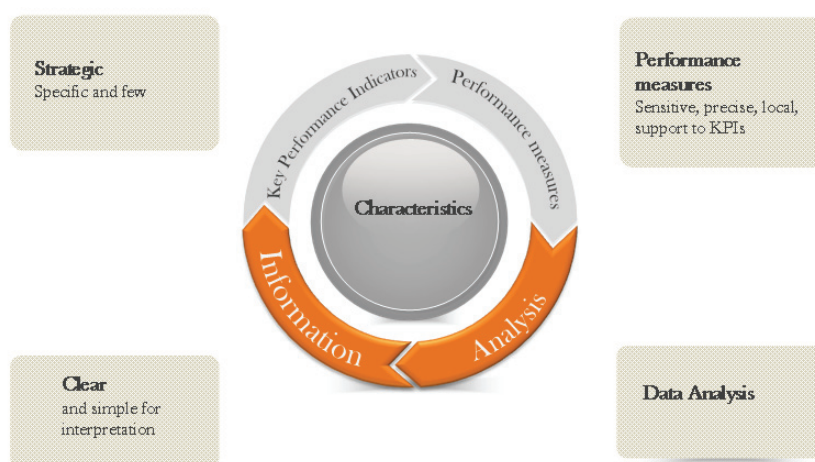 Strategic
Specific and few
Key Performance Indicators
Performance measures
Performance
measures
Sensitive, precise, local,
support to KPIs
Characteristics
Information
Analysis
Clear
and simple for
interpretation
Data Analysis